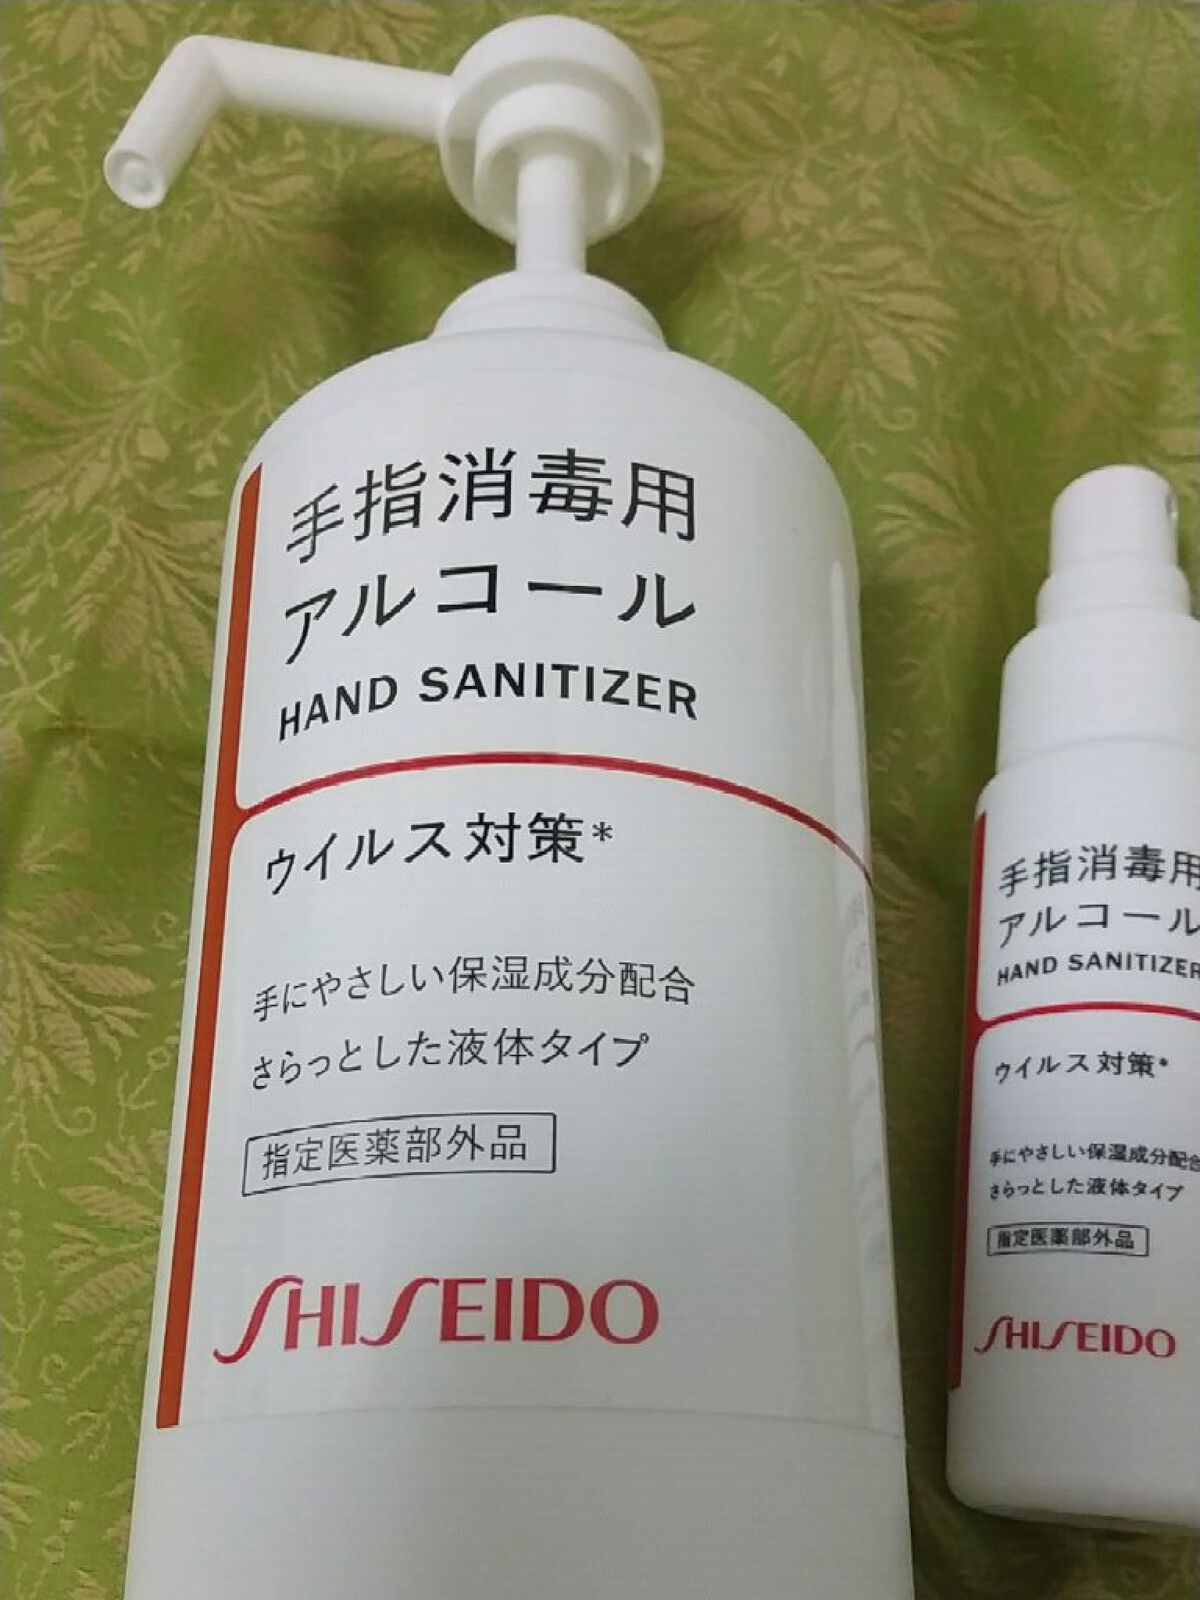 手指消毒用
アルコール
HAND SANITIZER
ウイルス対策*
手にやさしい保湿成分配合
さらっとした液体タイプ
指定医薬部外品
SHISEIDO
手指消毒用
アルコール
HAND SANITIZER
ウイルス対策*
手にやさしい保湿成分配合
さらっとした液体タイプ
指定医薬部外品
SHISEIDO